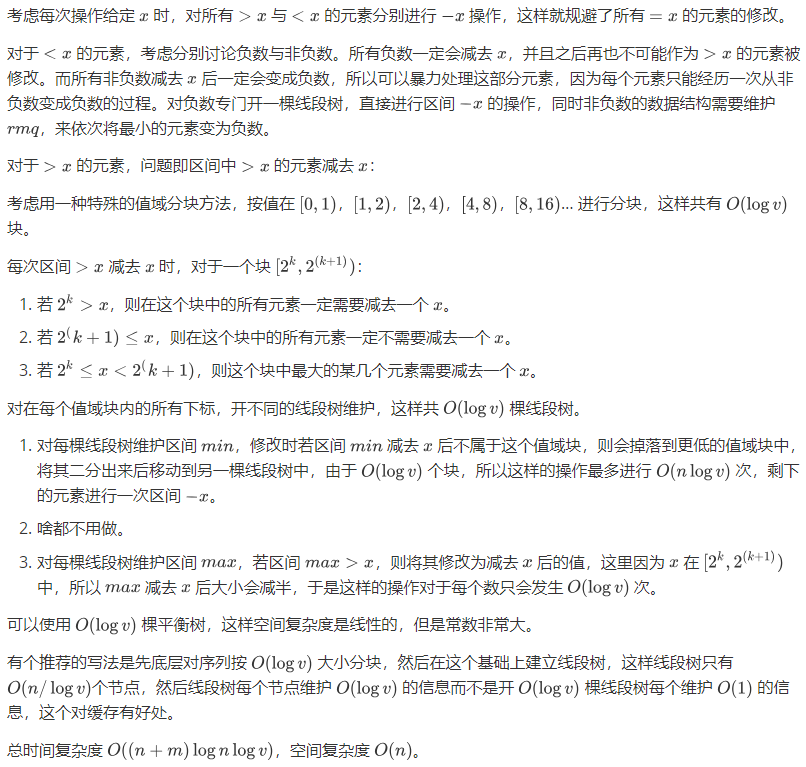 考虑每次操作给定 x 时，对所有 > x 与 < x 的元素分别进行 −x 操作，这样就规避了所有 = x 的元素的修改。
对于 < x 的元素，考虑分别讨论负数与非负数。所有负数一定会减去 x，并且之后再也不可能作为 > x 的元素被
修改。而所有非负数减去 x 后一定会变成负数，所以可以暴力处理这部分元素，因为每个元素只能经历一次从非
负数变成负数的过程。对负数专门开一棵线段树，直接进行区间 −x 的操作，同时非负数的数据结构需要维护
rmq，来依次将最小的元素变为负数。
对于 > x 的元素，问题即区间中 > x 的元素减去 x：
考虑用一种特殊的值域分块方法，按值在 [0, 1)，[1, 2)，[2, 4)，[4, 8)，[8, 16)... 进行分块，这样共有 O(log v)
块。
每次区间 > x 减去 x 时，对于一个块 [2^k, 2^(k+1))：
1. 若 2^k > x，则在这个块中的所有元素一定需要减去一个 x。
2. 若 2^(k + 1) ≤ x，则在这个块中的所有元素一定不需要减去一个 x。
3. 若 2^k ≤ x < 2^(k + 1)，则这个块中最大的某几个元素需要减去一个 x。
对在每个值域块内的所有下标，开不同的线段树维护，这样共 O(log v) 棵线段树。
1. 对每棵线段树维护区间 min，修改时若区间 min 减去 x 后不属于这个值域块，则会掉落到更低的值域块中，
将其二分出来后移动到另一棵线段树中，由于 O(log v) 个块，所以这样的操作最多进行 O(n log v) 次，剩下
的元素进行一次区间 −x。
2. 啥都不用做。
3. 对每棵线段树维护区间 max，若区间 max > x，则将其修改为减去 x 后的值，这里因为 x 在 [2^k, 2^(k+1))
中，所以 max 减去 x 后大小会减半，于是这样的操作对于每个数只会发生 O(log v) 次。
可以使用 O(log v) 棵平衡树，这样空间复杂度是线性的，但是常数非常大。
有个推荐的写法是先底层对序列按 O(log v) 大小分块，然后在这个基础上建立线段树，这样线段树只有
O(n/ log v)个节点，然后线段树每个节点维护 O(log v) 的信息而不是开 O(log v) 棵线段树每个维护 O(1) 的信
息，这个对缓存有好处。
总时间复杂度 O((n + m) log n log v)，空间复杂度 O(n)。